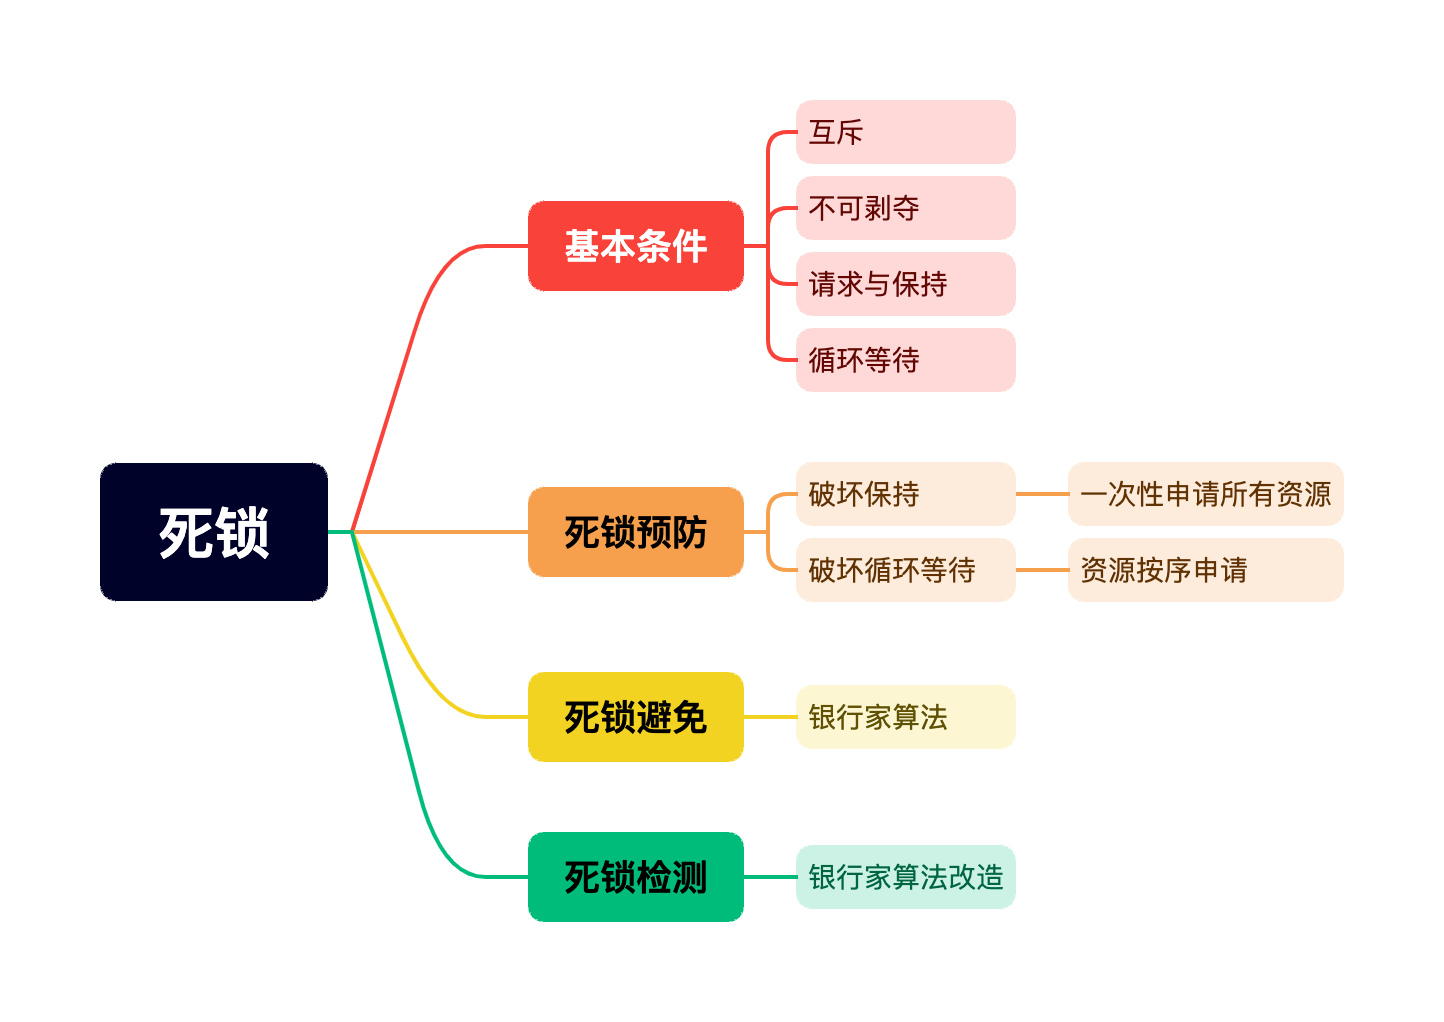 死锁
基本条件
互斥
不可剥夺
请求与保持
循环等待
死锁预防
破坏保持
一次性申请所有资源
破坏循环等待
资源按序申请
死锁避免
银行家算法
死锁检测
银行家算法改造